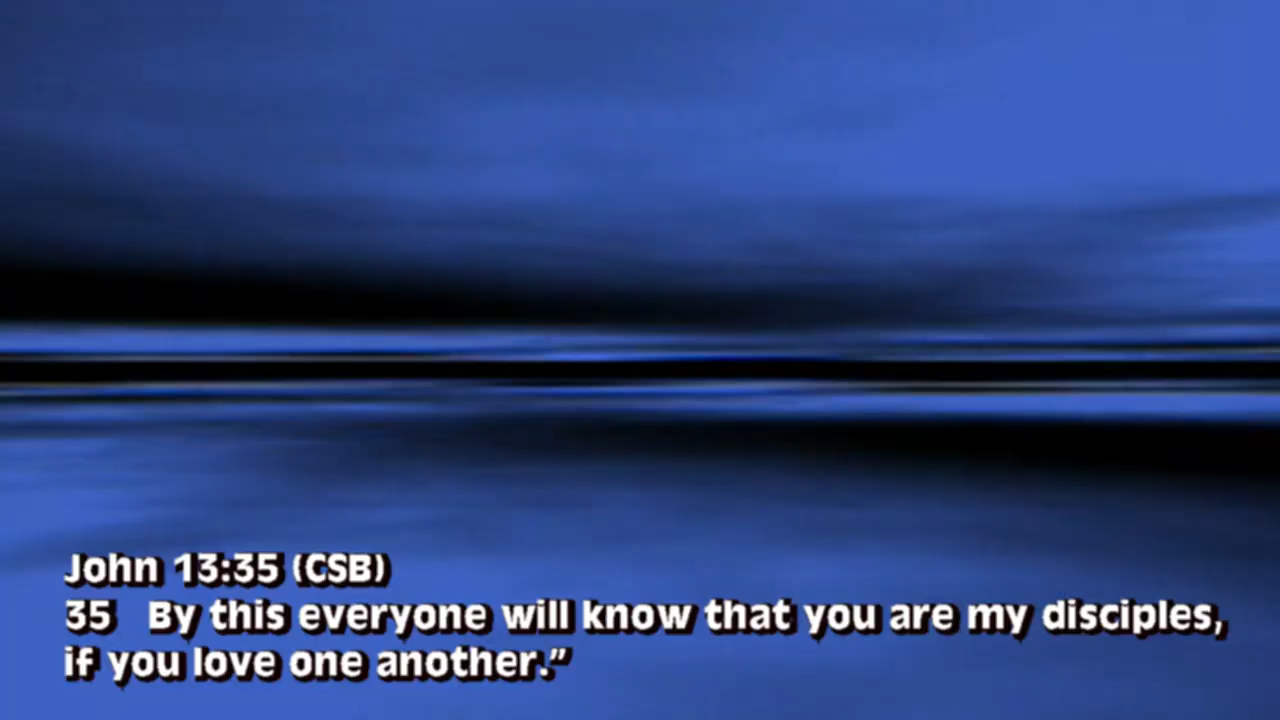 John 13:35 (CSB)
35 By this everyone will know that you are my disciples,
if you love one another.”